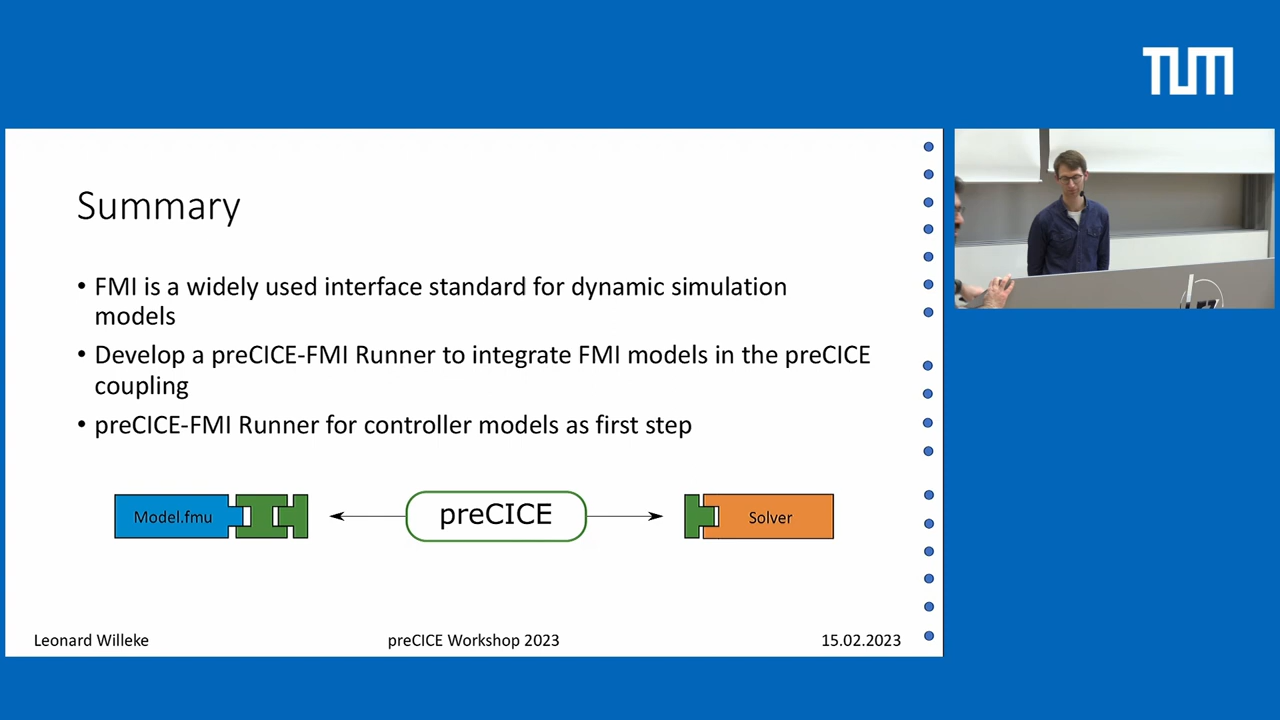 TUM
Summary
• FMI is a widely used interface standard for dynamic simulation
models
• Develop a preCICE-FMI Runner to integrate FMI models in the preCICE
coupling
• preCICE-FMI Runner for controller models as first step
Model.fmu
preCICE
Solver
Leonard Willeke
preCICE Workshop 2023
15.02.2023